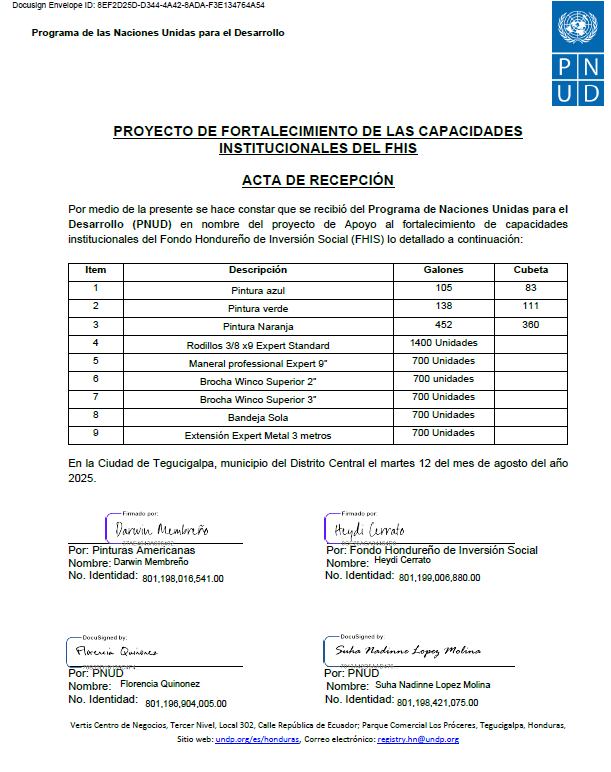 Docusign Envelope ID: 8EF2D25D-D344-4A42-8ADA-F3E134764A54
Programa de las Naciones Unidas para el Desarrollo
P N
U D
PROYECTO DE FORTALECIMIENTO DE LAS CAPACIDADES
INSTITUCIONALES DEL FHIS
ACTA DE RECEPCIÓN
Por medio de la presente se hace constar que se recibió del Programa de Naciones Unidas para el
Desarrollo (PNUD) en nombre del proyecto de Apoyo al fortalecimiento de capacidades
institucionales del Fondo Hondureño de Inversión Social (FHIS) lo detallado a continuación:
Item Descripción Galones Cubeta
1 Pintura azul 105 83
2 Pintura verde 138 111
3 Pintura Naranja 452 360
4 Rodillos 3/8 x9 Expert Standard 1400 Unidades
5 Maneral professional Expert 9" 700 Unidades
6 Brocha Winco Superior 2" 700 unidades
7 Brocha Winco Superior 3" 700 Unidades
8 Bandeja Sola 700 Unidades
9 Extensión Expert Metal 3 metros 700 Unidades
En la Ciudad de Tegucigalpa, municipio del Distrito Central el martes 12 del mes de agosto del año
2025.
Firmado por: Firmado por:
Darwin Membreño Heydi Cerrato
Por: Pinturas Americanas Por: Fondo Hondureño de Inversión Social
Nombre: Darwin Membreño Nombre: Heydi Cerrato
No. Identidad: 801,198,016,541.00 No. Identidad: 801,199,006,880.00
DocuSigned by: DocuSigned by:
Florencia Quinonez Suha Nadinne Lopez Molina
Por: PNUD Por: PNUD
Nombre: Florencia Quinonez Nombre: Suha Nadinne Lopez Molina
No. Identidad: 801,196,904,005.00 No. Identidad: 801,198,421,075.00
Vertis Centro de Negocios, Tercer Nivel, Local 302, Calle República de Ecuador; Parque Comercial Los Próceres, Tegucigalpa, Honduras,
Sitio web: undp.org/es/honduras, Correo electrónico: registry.hn@undp.org